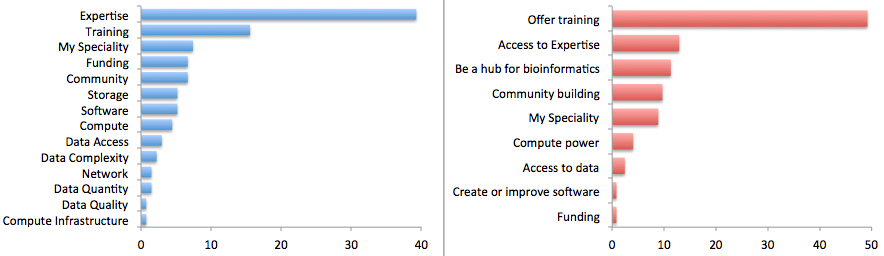 Expertise
Training
My Speciality
Funding
Community
Storage
Software
Compute
Data Access
Data Complexity
Network
Data Quantity
Data Quality
Compute Infrastructure
0 10 20 30 40
Offer training
Access to Expertise
Be a hub for bioinformatics
Community building
My Speciality
Compute power
Access to data
Create or improve software
Funding
0 10 20 30 40 50